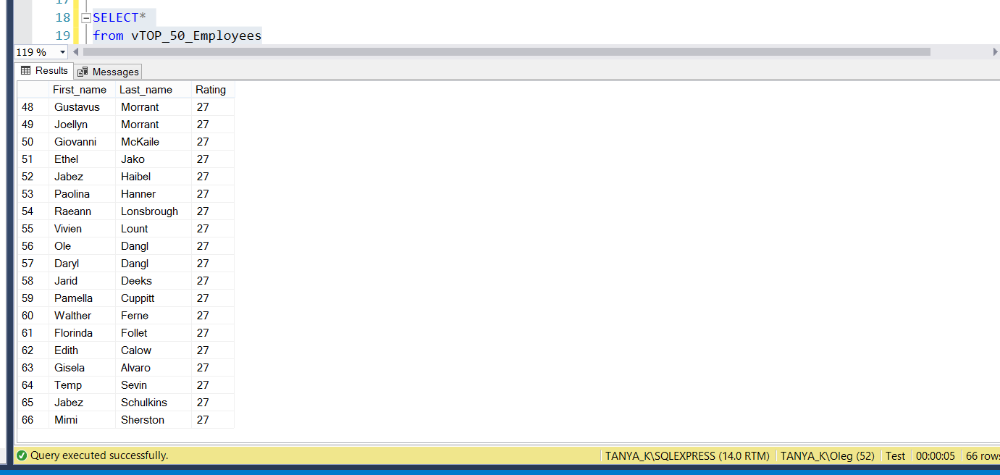 17
18 SELECT*
19 from vTOP_50_Employees
119 %
Results Messages
First_name Last_name Rating
48 Gustavus Morrant 27
49 Joellyn Morrant 27
50 Giovanni McKaile 27
51 Ethel Jako 27
52 Jabez Haibel 27
53 Paolina Hanner 27
54 Raeann Lonsbrough 27
55 Vivien Lount 27
56 Ole Dangl 27
57 Daryl Dangl 27
58 Jarid Deeks 27
59 Pamella Cuppitt 27
60 Walther Ferne 27
61 Florinda Follet 27
62 Edith Calow 27
63 Gisela Alvaro 27
64 Temp Sevin 27
65 Jabez Schulkins 27
66 Mimi Sherston 27
Query executed successfully. TANYA_K\SQLEXPRESS (14.0 RTM) TANYA_K\Oleg (52) Test 00:00:05 66 rows